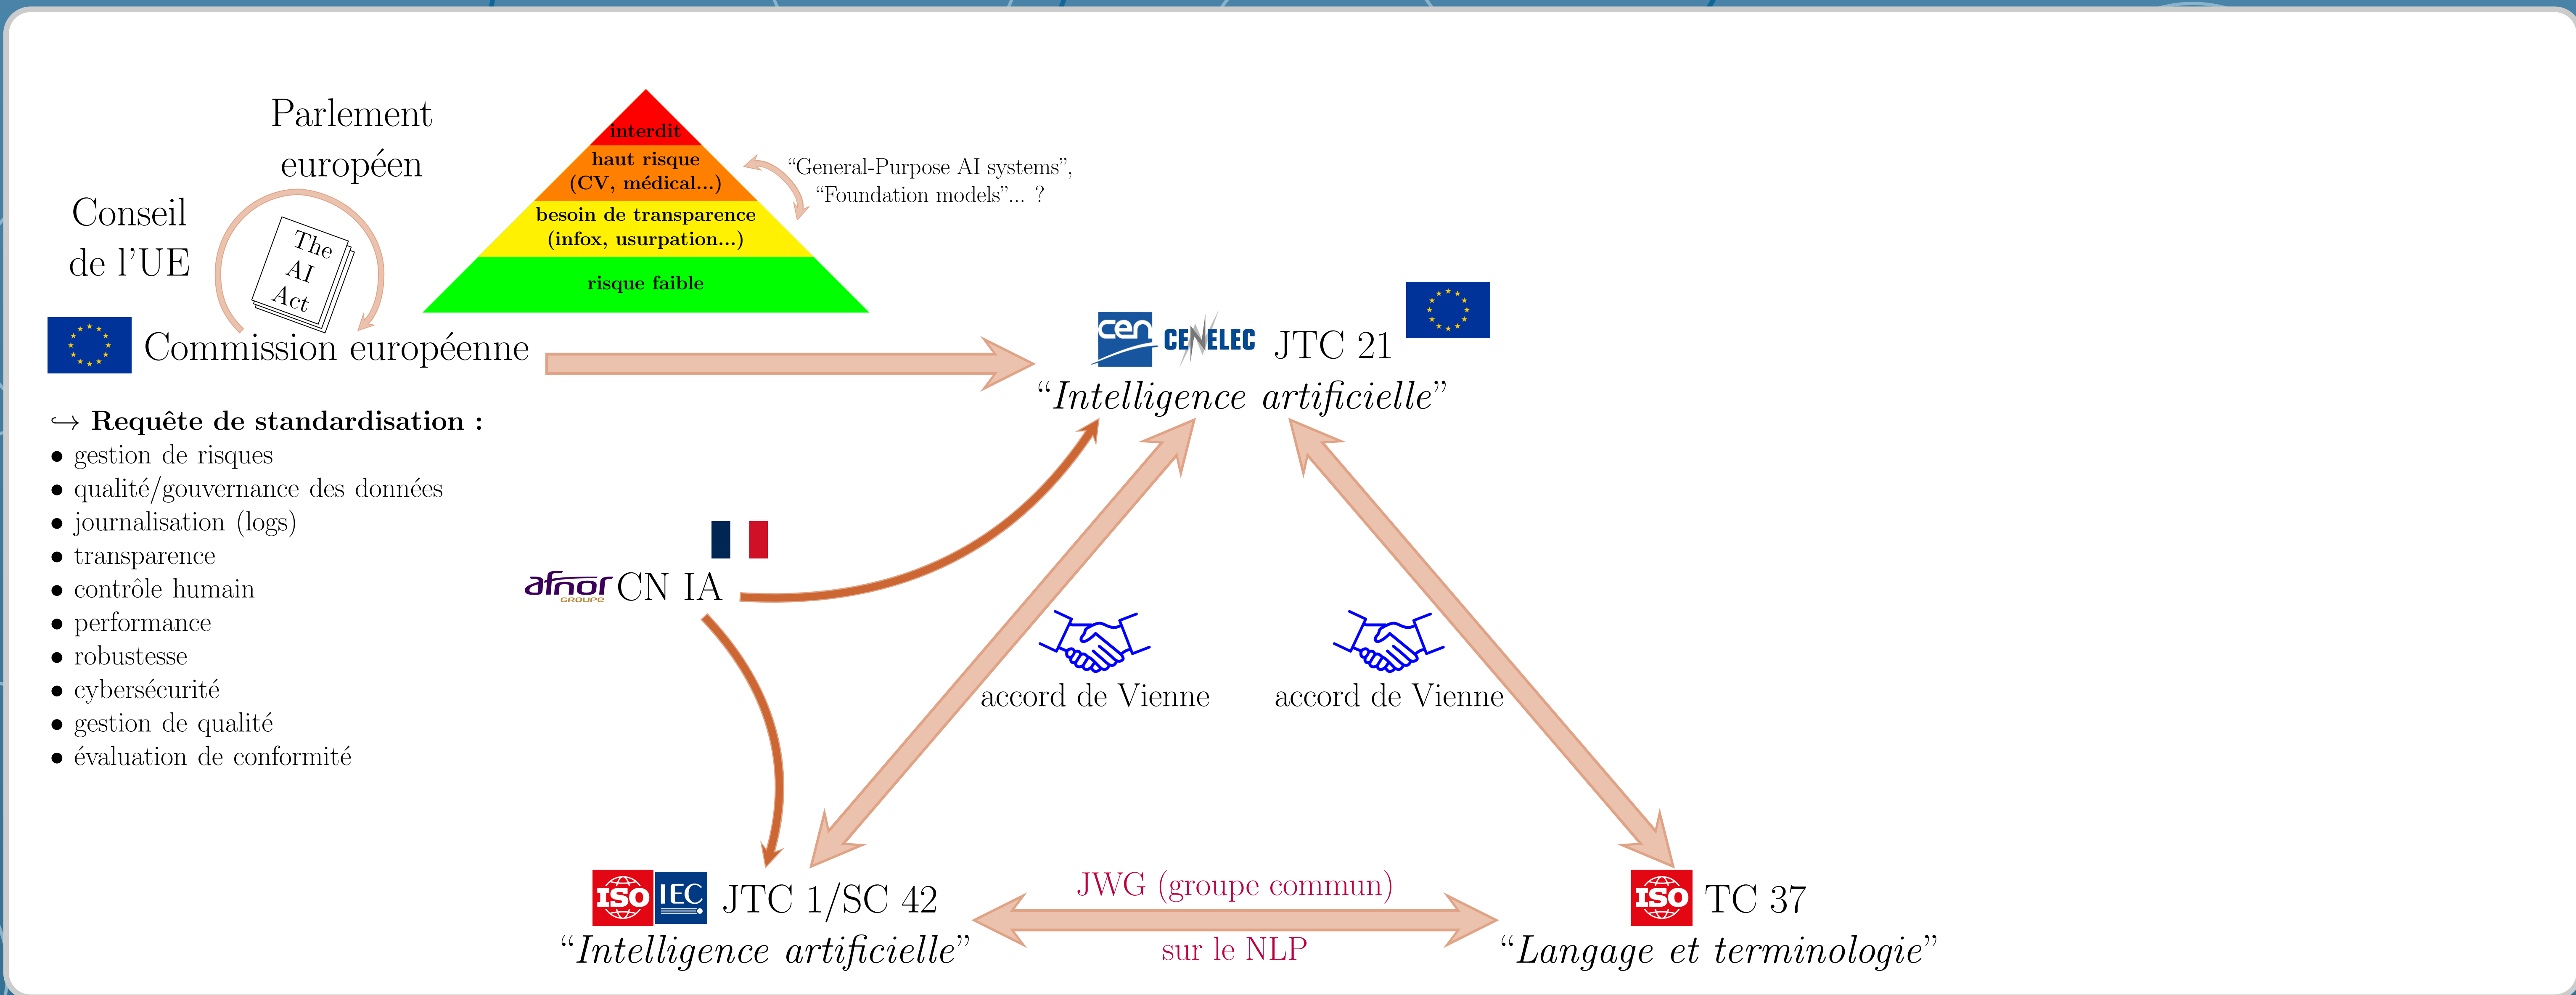 Parlement
européen
Conseil
de l'UE
The
AI
Act
Commission européenne
interdit
haut risque
(CV, médical...)
besoin de transparence
(infox, usurpation...)
risque faible
“General-Purpose AI systems”,
“Foundation models”... ?
cen CENELEC JTC 21
“Intelligence artificielle”
↪ Requête de standardisation :
• gestion de risques
• qualité/gouvernance des données
• journalisation (logs)
• transparence
• contrôle humain
• performance
• robustesse
• cybersécurité
• gestion de qualité
• évaluation de conformité
afnor GROUPE CN IA
accord de Vienne
accord de Vienne
ISO IEC JTC 1/SC 42
“Intelligence artificielle”
JWG (groupe commun)
sur le NLP
ISO TC 37
“Langage et terminologie”